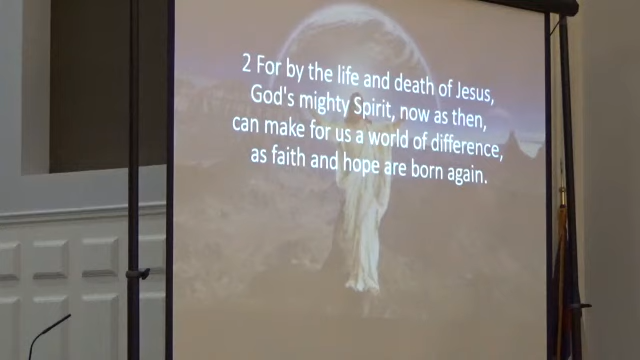 2 For by the life and death of Jesus,
God's mighty Spirit, now as then,
can make for us a world of difference,
as faith and hope are born again.